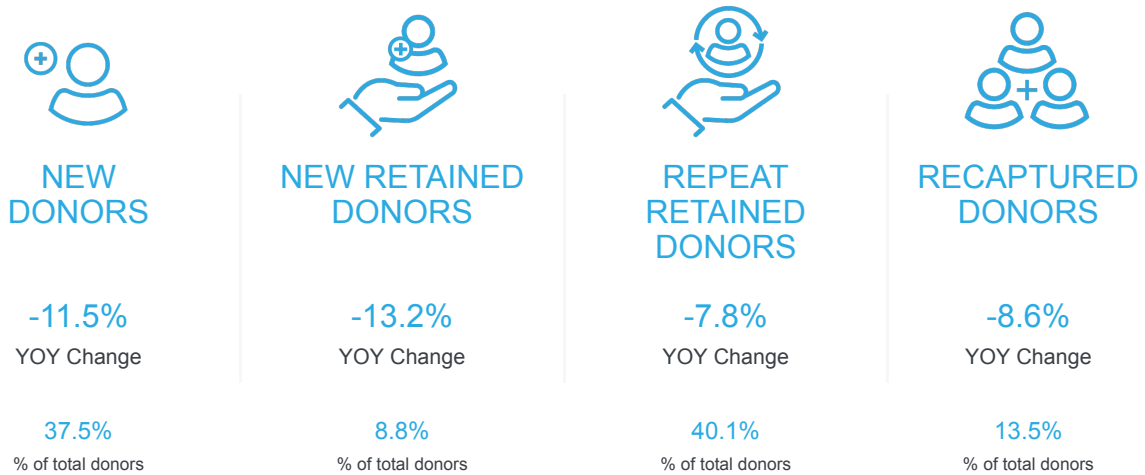 NEW
DONORS
-11.5%
YOY Change
37.5%
% of total donors
NEW RETAINED
DONORS
-13.2%
YOY Change
8.8%
% of total donors
REPEAT
RETAINED
DONORS
-7.8%
YOY Change
40.1%
% of total donors
RECAPTURED
DONORS
-8.6%
YOY Change
13.5%
% of total donors